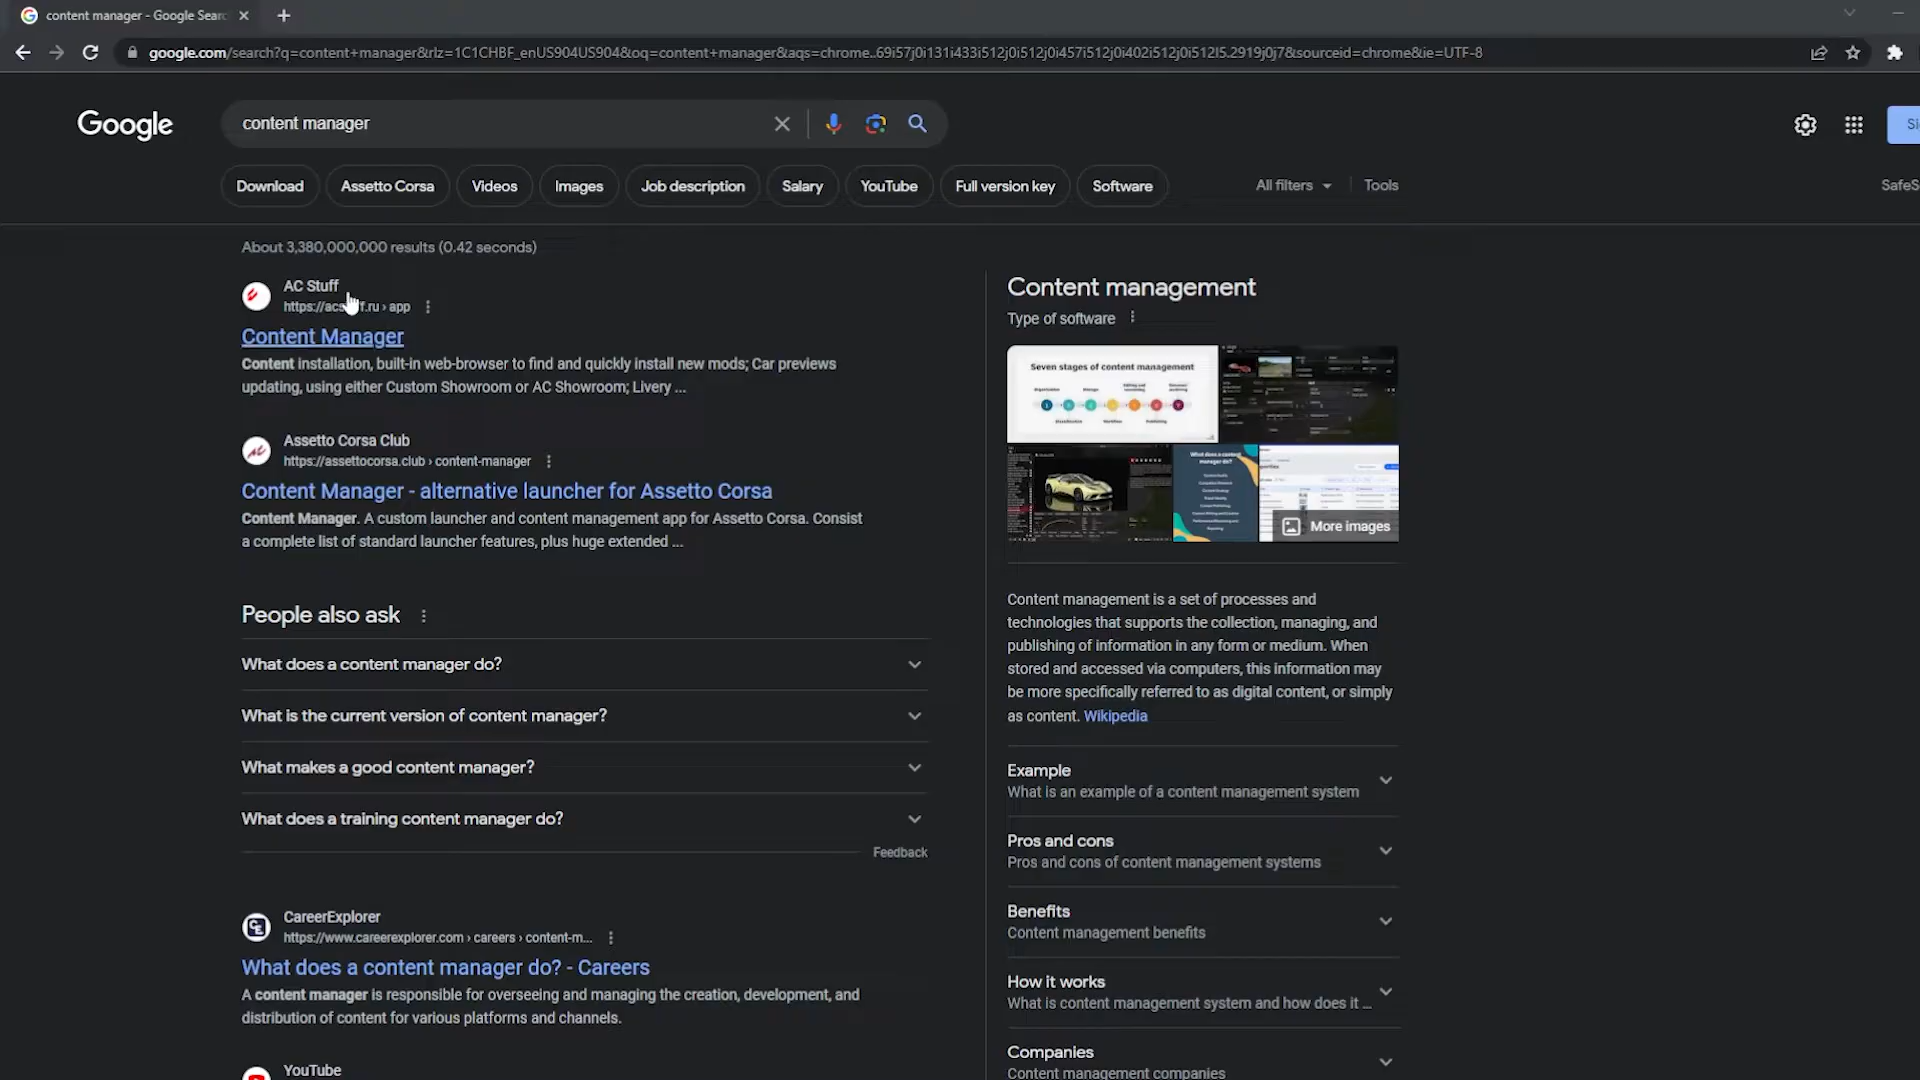 content manager - Google Sear
google.com/search?q=content+manager&rlz=1C1CHBF_enUS904US904&oq=content+manager&aqs=chrome..69i57j0i131i433i512j0i512j0i457i512j0i402i512j0i512l5.2919j0j7&sourceid=chrome&ie=UTF-8
Google
content manager
Download
Assetto Corsa
Videos
Images
Job description
Salary
YouTube
Full version key
Software
All filters
Tools
SafeS
About 3,380,000,000 results (0.42 seconds)
AC Stuff
https://acs f.ru › app
Content Manager
Content installation, built-in web-browser to find and quickly install new mods; Car previews
updating, using either Custom Showroom or AC Showroom; Livery ...
Assetto Corsa Club
https://assettocorsa.club › content-manager
Content Manager - alternative launcher for Assetto Corsa
Content Manager. A custom launcher and content management app for Assetto Corsa. Consist
a complete list of standard launcher features, plus huge extended ...
People also ask
What does a content manager do?
What is the current version of content manager?
What makes a good content manager?
What does a training content manager do?
Feedback
CareerExplorer
https://www.careerexplorer.com › careers › content-m...
What does a content manager do? - Careers
A content manager is responsible for overseeing and managing the creation, development, and
distribution of content for various platforms and channels.
YouTube
Content management
Type of software
Seven stages of content management
What does a content
manager do?
More images
Content management is a set of processes and
technologies that supports the collection, managing, and
publishing of information in any form or medium. When
stored and accessed via computers, this information may
be more specifically referred to as digital content, or simply
as content. Wikipedia
Example
What is an example of a content management system
Pros and cons
Pros and cons of content management systems
Benefits
Content management benefits
How it works
What is content management system and how does it ...
Companies
Content management companies